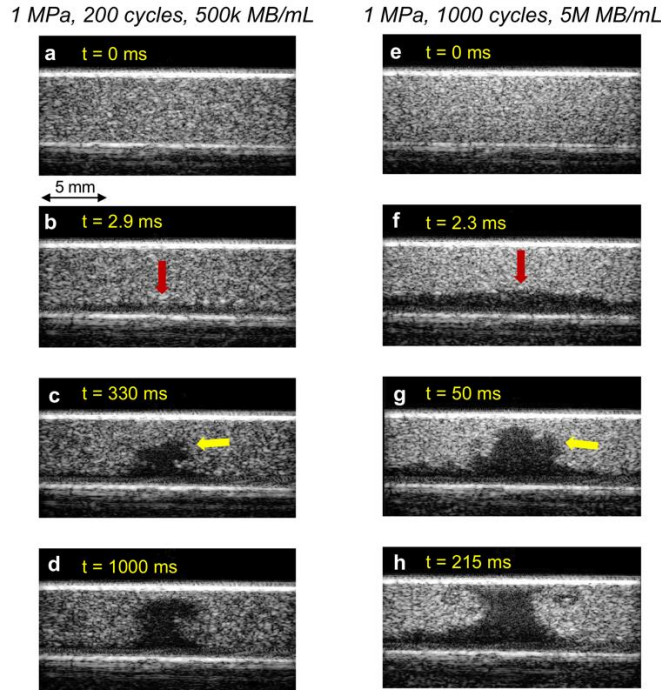 1 MPa, 200 cycles, 500k MB/mL
1 MPa, 1000 cycles, 5M MB/mL
a t = 0 ms
e t = 0 ms
5 mm
b t = 2.9 ms
f t = 2.3 ms
c t = 330 ms
g t = 50 ms
d t = 1000 ms
h t = 215 ms